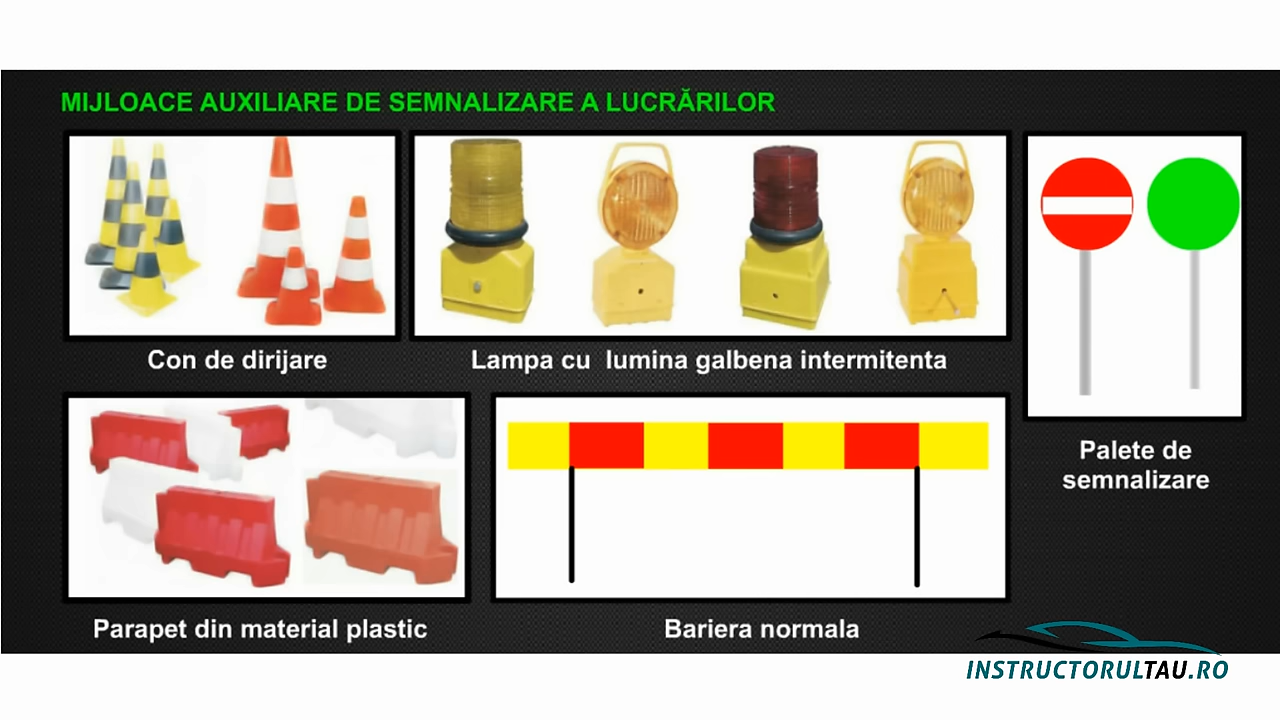 MIJLOACE AUXILIARE DE SEMNALIZARE A LUCRĂRILOR
Con de dirijare
Lampa cu lumina galbena intermitenta
Palete de
semnalizare
Parapet din material plastic
Bariera normala
INSTRUCTORULTAU.RO